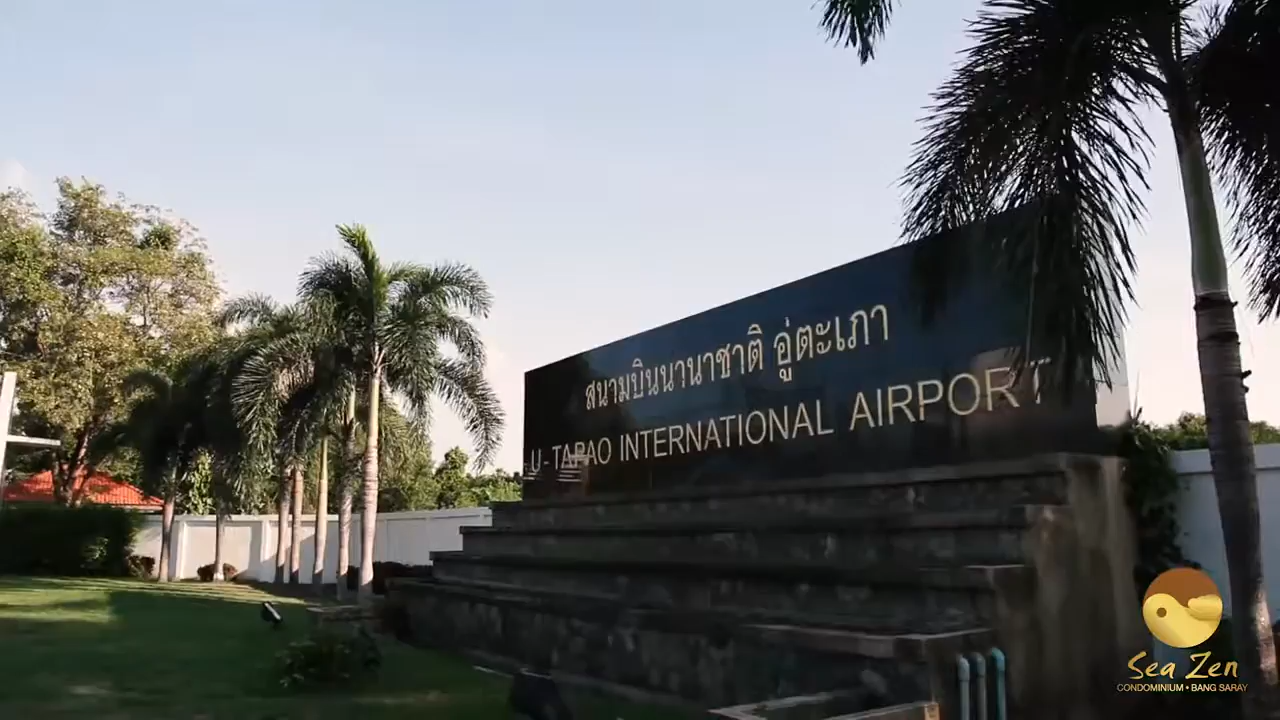 สนามบินนานาชาติ อู่ตะเภา
U-TAPAO INTERNATIONAL AIRPORT
Sea Zen
CONDOMINIUM • BANG SARAY